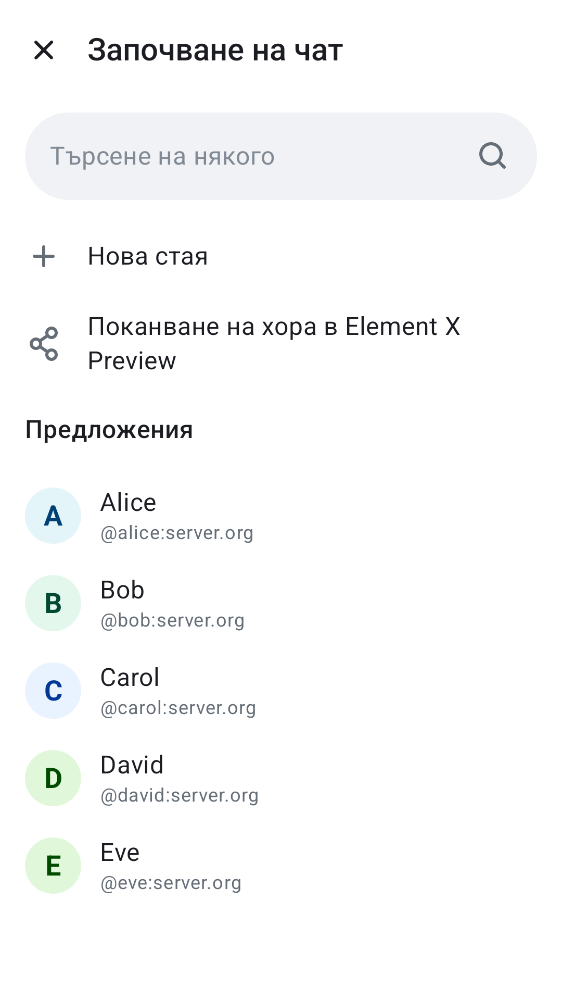 Започване на чат
Търсене на някого
Нова стая
Поканване на хора в Element X
Preview
Предложения
A
Alice
@alice:server.org
B
Bob
@bob:server.org
C
Carol
@carol:server.org
D
David
@david:server.org
E
Eve
@eve:server.org